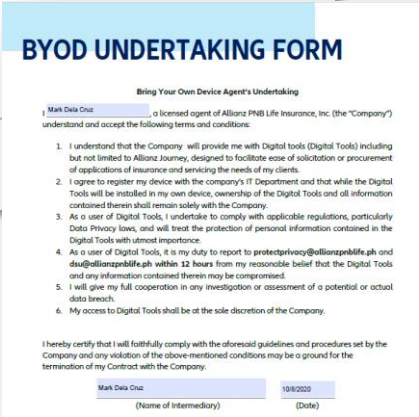 BYOD UNDERTAKING FORM
Bring Your Own Device Agent's Undertaking
I Mark Dela Cruz, a licensed agent of Allianz PNB Life Insurance, Inc. (the "Company")
understand and accept the following terms and conditions:
1. I understand that the Company will provide me with Digital tools (Digital Tools) including
but not limited to Allianz Journey, designed to facilitate ease of solicitation or procurement
of applications of insurance and servicing the needs of my clients.
2. I agree to register my device with the company's IT Department and that while the Digital
Tools will be installed in my own device, ownership of the Digital Tools and all information
contained therein shall remain solely with the Company.
3. As a user of Digital Tools, I undertake to comply with applicable regulations, particularly
Data Privacy laws, and will treat the protection of personal information contained in the
Digital Tools with utmost importance.
4. As a user of Digital Tools, it is my duty to report to protectprivacy@allianzpnblife.ph and
dsu@allianzpnblife.ph within 12 hours from my reasonable belief that the Digital Tools
and any information contained therein may be compromised.
5. I will give my full cooperation in any investigation or assessment of a potential or actual
data breach.
6. My access to Digital Tools shall be at the sole discretion of the Company.
I hereby certify that I will faithfully comply with the aforesaid guidelines and procedures set by the
Company and any violation of the above-mentioned conditions may be a ground for the
termination of my Contract with the Company.
Mark Dela Cruz 10/8/2020
(Name of Intermediary) (Date)